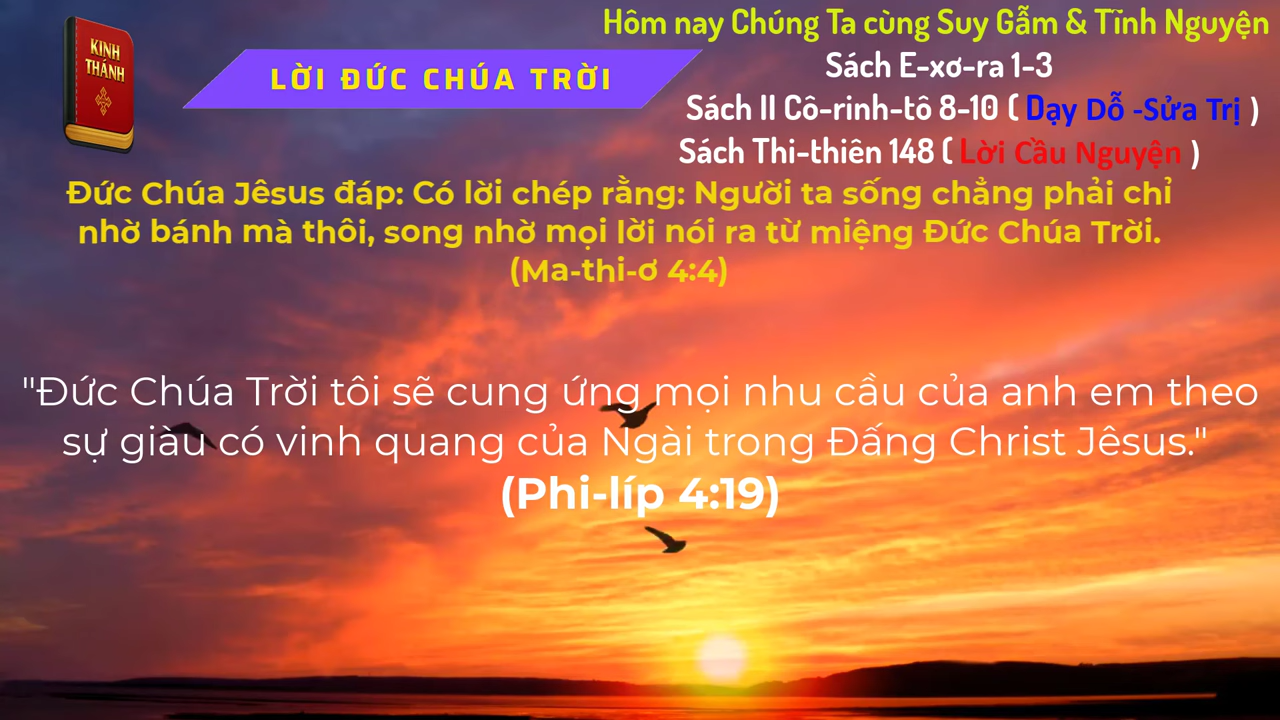 KINH
THÁNH
LỜI ĐỨC CHÚA TRỜI
Hôm nay Chúng Ta cùng Suy Gẫm & Tĩnh Nguyện
Sách E-xơ-ra 1-3
Sách II Cô-rinh-tô 8-10 ( Dạy Dỗ -Sửa Trị )
Sách Thi-thiên 148 ( Lời Cầu Nguyện )
Đức Chúa Jêsus đáp: Có lời chép rằng: Người ta sống chẳng phải chỉ
nhờ bánh mà thôi, song nhờ mọi lời nói ra từ miệng Đức Chúa Trời.
(Ma-thi-ơ 4:4)
"Đức Chúa Trời tôi sẽ cung ứng mọi nhu cầu của anh em theo
sự giàu có vinh quang của Ngài trong Đấng Christ Jêsus."
(Phi-líp 4:19)